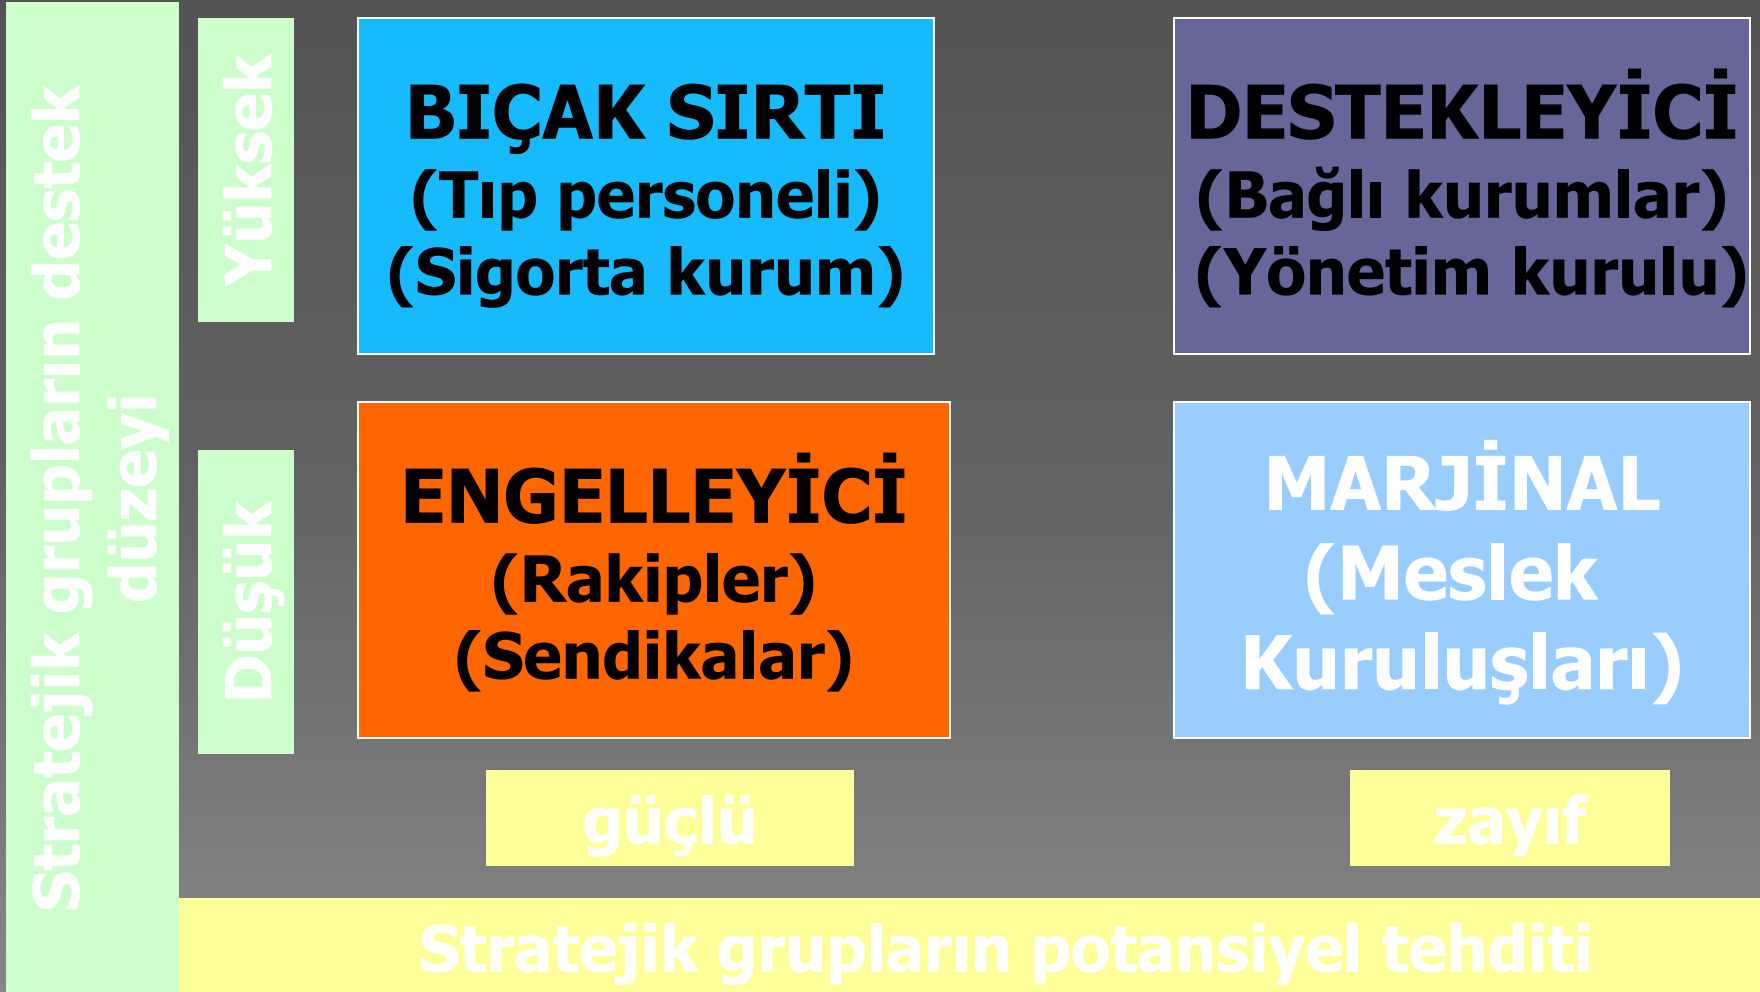 Stratejik grupların destek
düzeyi
Yüksek
BIÇAK SIRTI
(Tıp personeli)
(Sigorta kurum)
DESTEKLEYİCİ
(Bağlı kurumlar)
(Yönetim kurulu)
Düşük
ENGELLEYİCİ
(Rakipler)
(Sendikalar)
MARJİNAL
(Meslek
Kuruluşları)
güçlü
zayıf
Stratejik grupların potansiyel tehditi